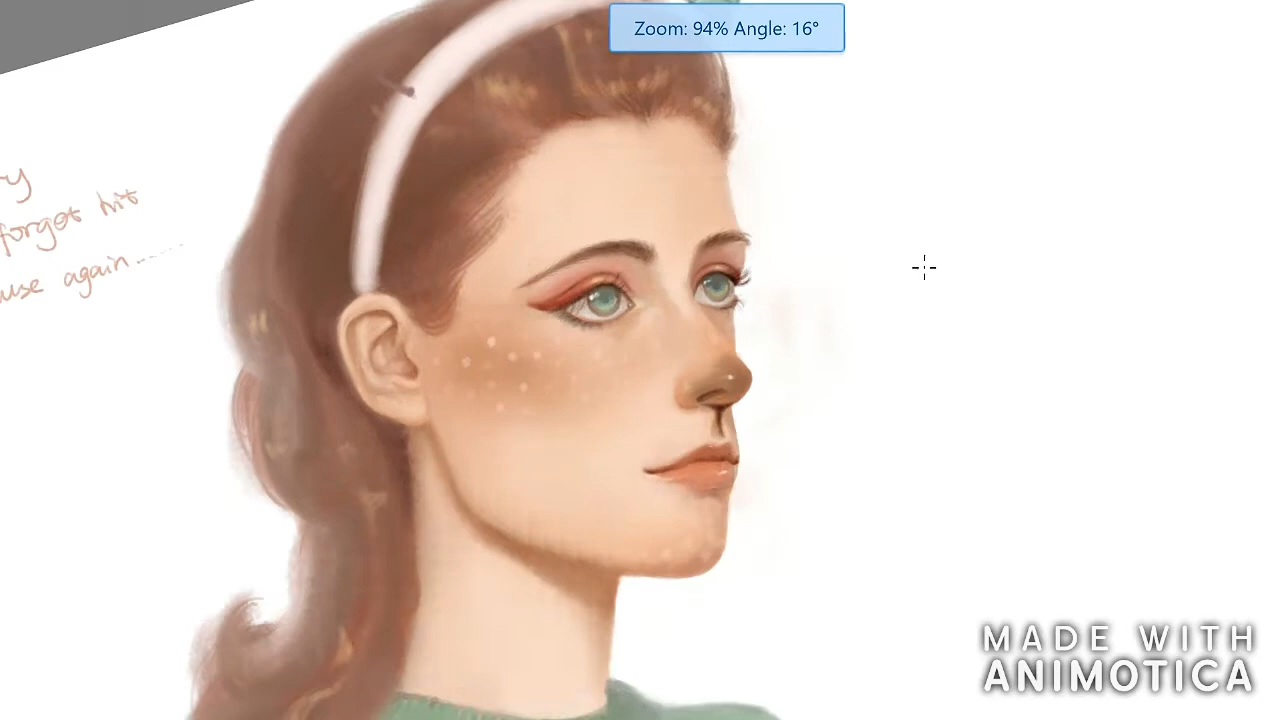 Zoom: 94% Angle: 16°
y
forget hit
use again.....
MADE WITH
ANIMOTICA